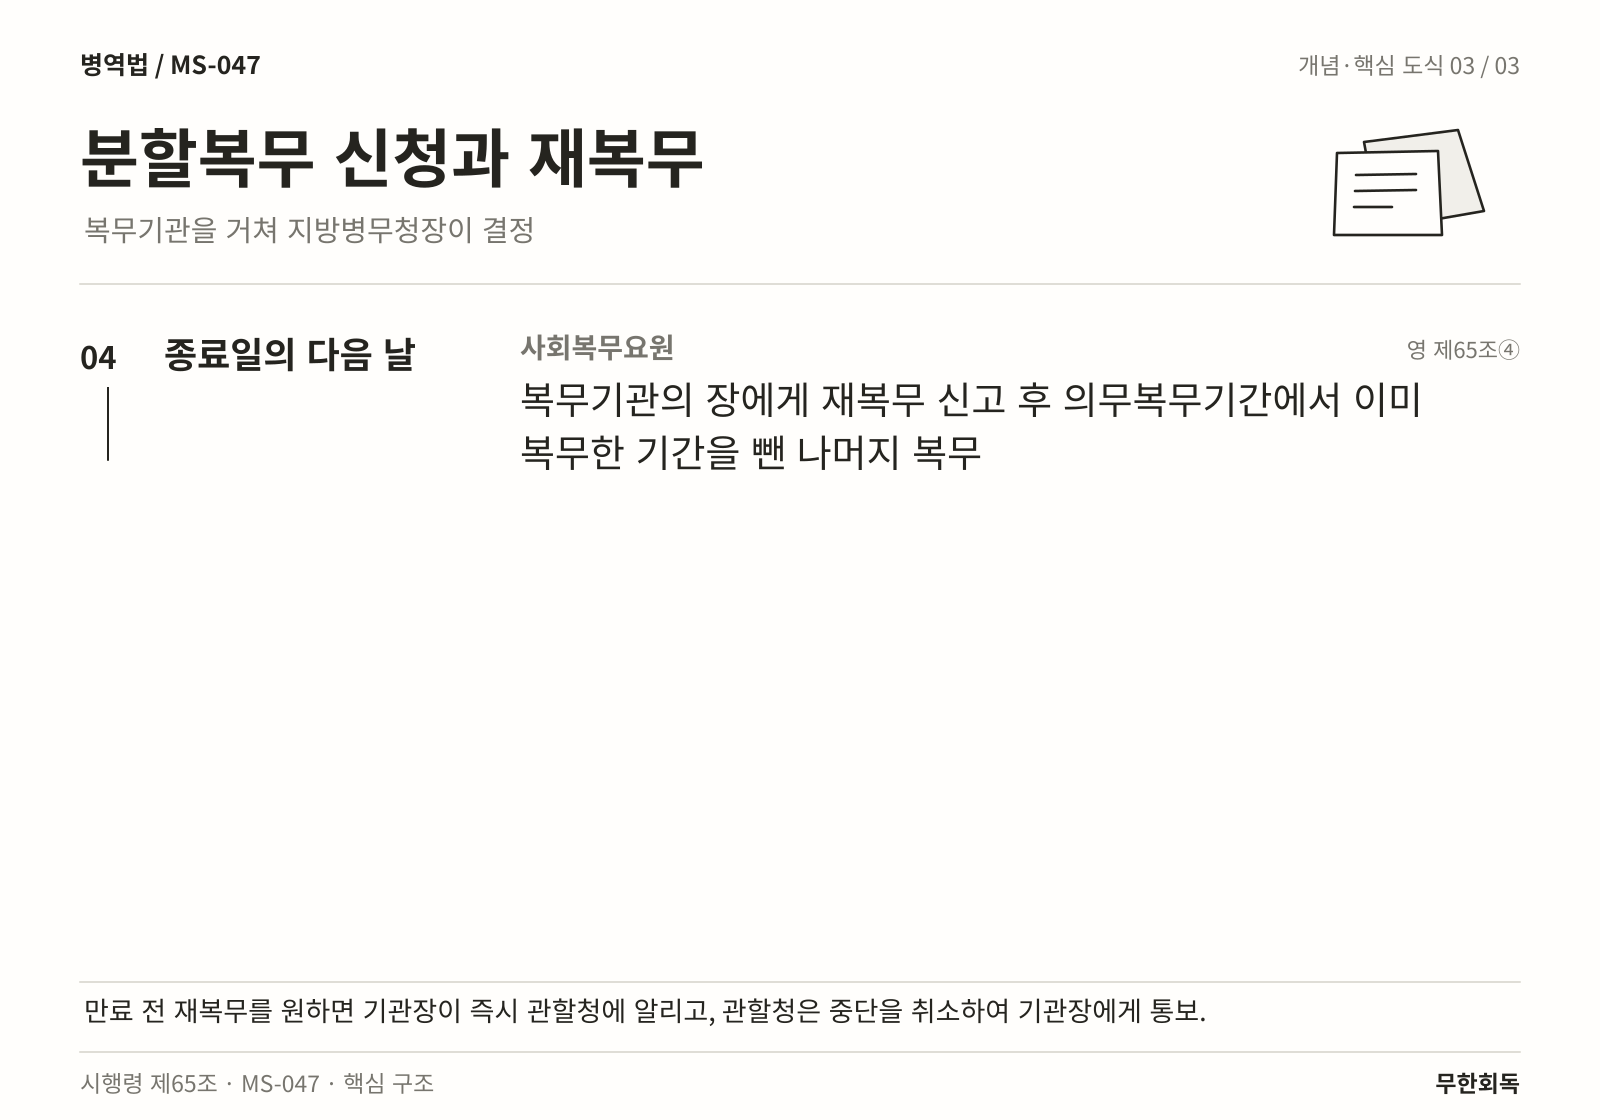 병역법 / MS-047
개념·핵심 도식 03 / 03
분할복무 신청과 재복무
복무기관을 거쳐 지방병무청장이 결정
04 종료일의 다음 날
사회복무요원
영 제65조④
복무기관의 장에게 재복무 신고 후 의무복무기간에서 이미
복무한 기간을 뺀 나머지 복무
만료 전 재복무를 원하면 기관장이 즉시 관할청에 알리고, 관할청은 중단을 취소하여 기관장에게 통보.
시행령 제65조 · MS-047 · 핵심 구조
무한회독